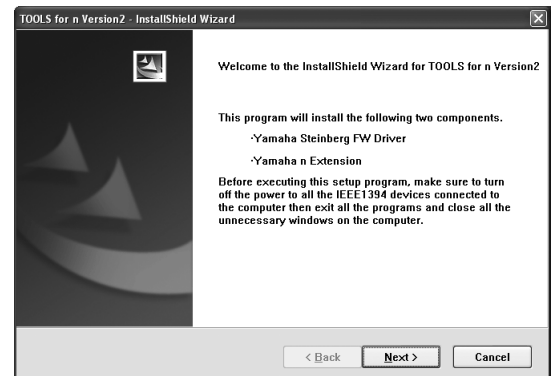 TOOLS for n Version2 - InstallShield Wizard
Welcome to the InstallShield Wizard for TOOLS for n Version2
This program will install the following two components.
·Yamaha Steinberg FW Driver
·Yamaha n Extension
Before executing this setup program, make sure to turn
off the power to all the IEEE1394 devices connected to
the computer then exit all the programs and close all the
unnecessary windows on the computer.
< Back Next > Cancel